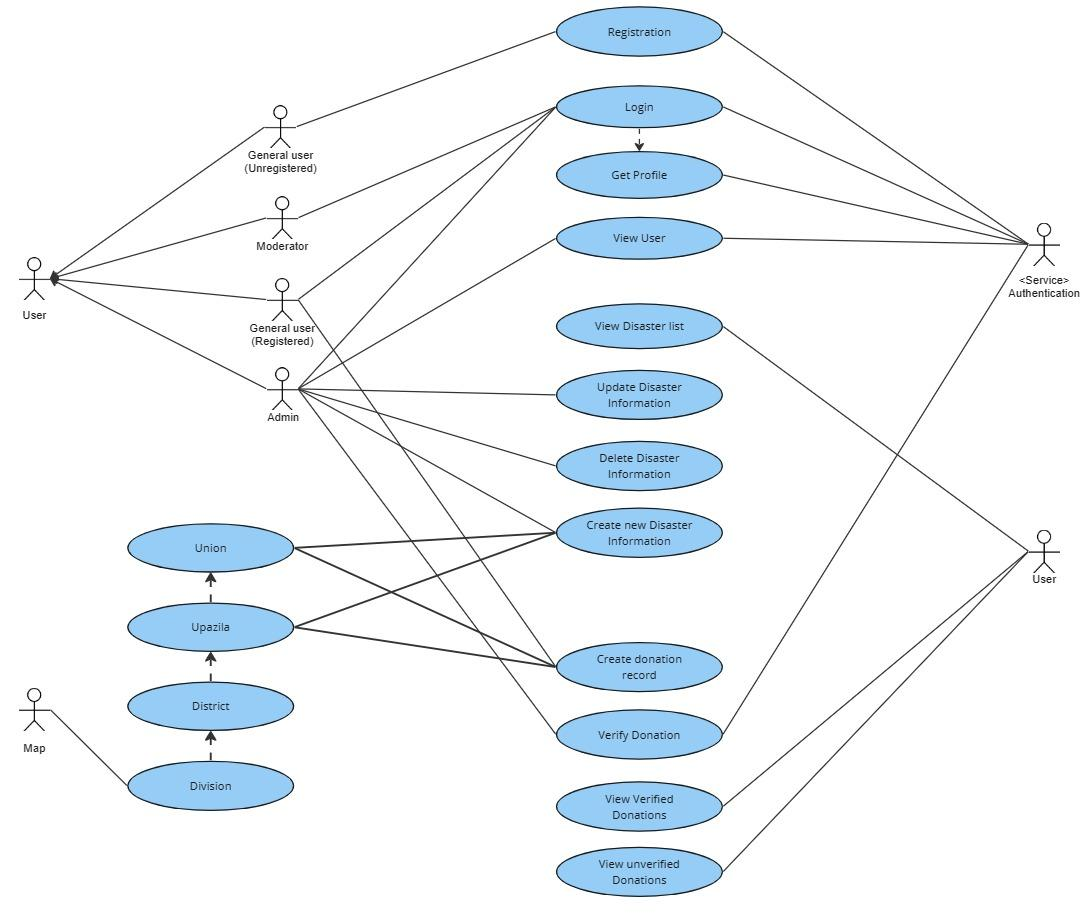 Registration
Login
General user
(Unregistered)
Get Profile
Moderator
View User
<Service>
Authentication
User
General user
(Registered)
View Disaster list
Update Disaster
Information
Admin
Delete Disaster
Information
Create new Disaster
Information
Union
User
Upazila
Create donation
record
District
Verify Donation
Map
Division
View Verified
Donations
View unverified
Donations